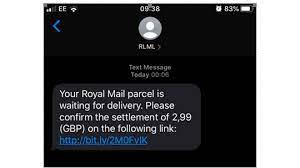 EE 09:38 83%
RLML >
Text Message
Today 00:06
Your Royal Mail parcel is
waiting for delivery. Please
confirm the settlement of 2,99
(GBP) on the following link:
http://bit.ly/2M0FvIK